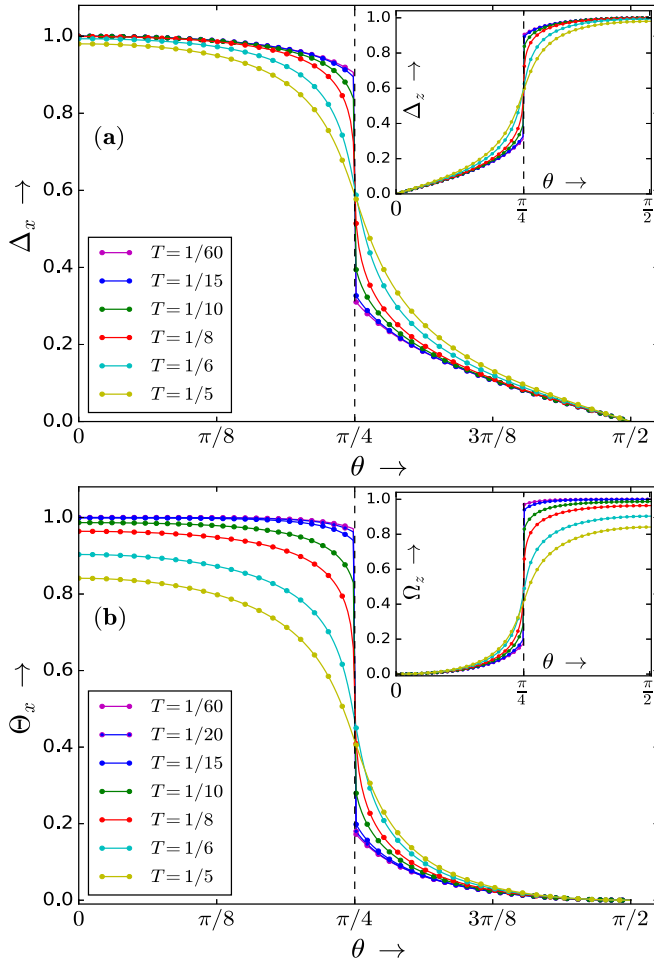 1.0
0.8
0.6
0.4
0.2
0.0
Δx →
(a)
T = 1/60
T = 1/15
T = 1/10
T = 1/8
T = 1/6
T = 1/5
0 π/8 π/4 3π/8 π/2
θ →
1.0
0.8
0.6
0.4
0.2
0.0
Δz →
θ →
0 π/4 π/2
1.0
0.8
0.6
0.4
0.2
0.0
Θx →
(b)
T = 1/60
T = 1/20
T = 1/15
T = 1/10
T = 1/8
T = 1/6
T = 1/5
0 π/8 π/4 3π/8 π/2
θ →
1.0
0.8
0.6
0.4
0.2
0.0
Ωz →
θ →
0 π/4 π/2